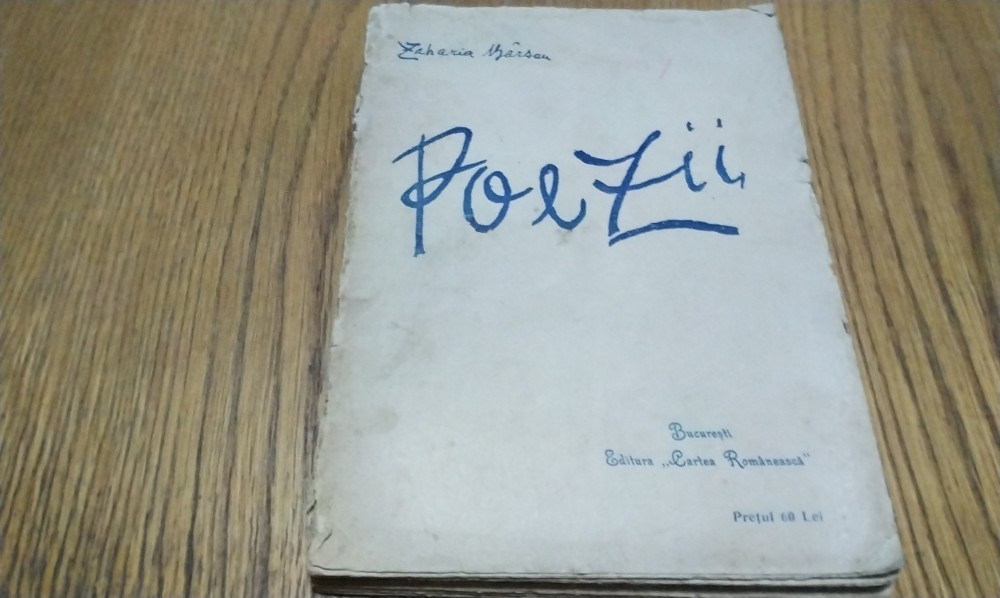 Zaharia Bârsan
Poezii
București
Editura „Cartea Românească"
Prețul 60 Lei